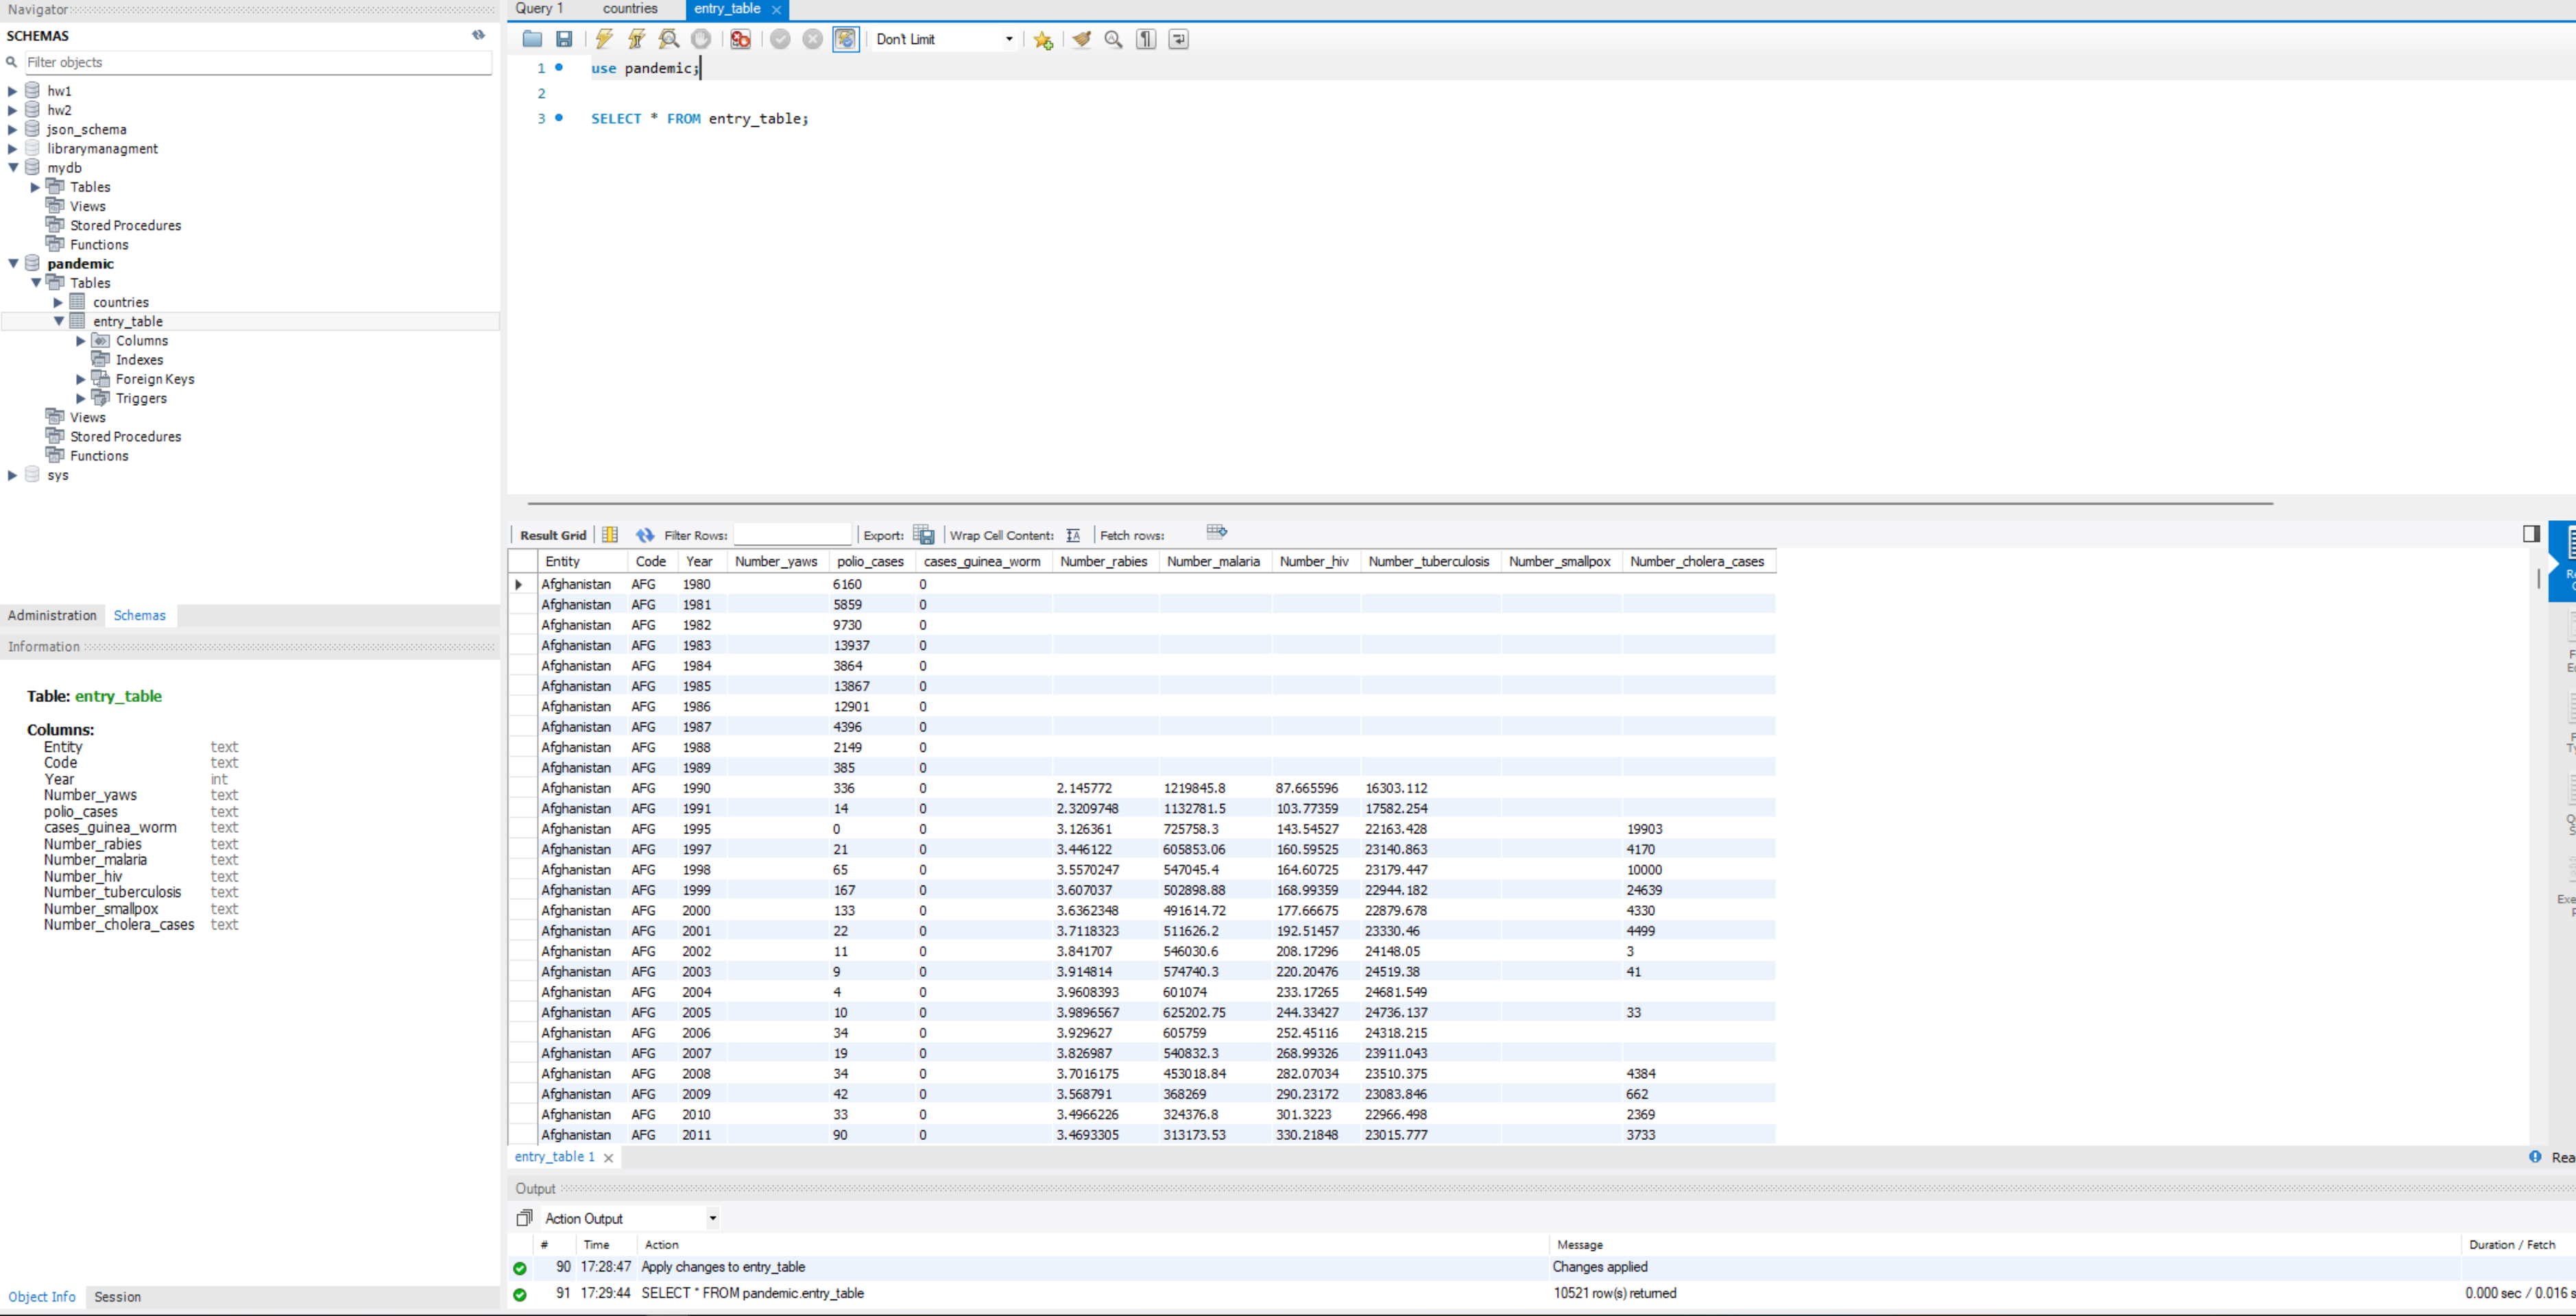 Navigator
SCHEMAS
Filter objects
hw1
hw2
json_schema
librarymanagment
mydb
Tables
Views
Stored Procedures
Functions
pandemic
Tables
countries
entry_table
Columns
Indexes
Foreign Keys
Triggers
Views
Stored Procedures
Functions
sys
Administration Schemas
Information
Table: entry_table
Columns:
Entity text
Code text
Year int
Number_yaws text
polio_cases text
cases_guinea_worm text
Number_rabies text
Number_malaria text
Number_hiv text
Number_tuberculosis text
Number_smallpox text
Number_cholera_cases text
Object Info Session
Query 1 countries entry_table
Don't Limit
1 use pandemic;
2
3 SELECT * FROM entry_table;
Result Grid Filter Rows: Export: Wrap Cell Content: Fetch rows:
Entity Code Year Number_yaws polio_cases cases_guinea_worm Number_rabies Number_malaria Number_hiv Number_tuberculosis Number_smallpox Number_cholera_cases
Afghanistan AFG 1980 6160 0
Afghanistan AFG 1981 5859 0
Afghanistan AFG 1982 9730 0
Afghanistan AFG 1983 13937 0
Afghanistan AFG 1984 3864 0
Afghanistan AFG 1985 13867 0
Afghanistan AFG 1986 12901 0
Afghanistan AFG 1987 4396 0
Afghanistan AFG 1988 2149 0
Afghanistan AFG 1989 385 0
Afghanistan AFG 1990 336 0 2.145772 1219845.8 87.665596 16303.112
Afghanistan AFG 1991 14 0 2.3209748 1132781.5 103.77359 17582.254
Afghanistan AFG 1995 0 0 3.126361 725758.3 143.54527 22163.428 19903
Afghanistan AFG 1997 21 0 3.446122 605853.06 160.59525 23140.863 4170
Afghanistan AFG 1998 65 0 3.5570247 547045.4 164.60725 23179.447 10000
Afghanistan AFG 1999 167 0 3.607037 502898.88 168.99359 22944.182 24639
Afghanistan AFG 2000 133 0 3.6362348 491614.72 177.66675 22879.678 4330
Afghanistan AFG 2001 22 0 3.7118323 511626.2 192.51457 23330.46 4499
Afghanistan AFG 2002 11 0 3.841707 546030.6 208.17296 24148.05 3
Afghanistan AFG 2003 9 0 3.914814 574740.3 220.20476 24519.38 41
Afghanistan AFG 2004 4 0 3.9608393 601074 233.17265 24681.549
Afghanistan AFG 2005 10 0 3.9896567 625202.75 244.33427 24736.137 33
Afghanistan AFG 2006 34 0 3.929627 605759 252.45116 24318.215
Afghanistan AFG 2007 19 0 3.826987 540832.3 268.99326 23911.043
Afghanistan AFG 2008 34 0 3.7016175 453018.84 282.07034 23510.375 4384
Afghanistan AFG 2009 42 0 3.568791 368269 290.23172 23083.846 662
Afghanistan AFG 2010 33 0 3.4966226 324376.8 301.3223 22966.498 2369
Afghanistan AFG 2011 90 0 3.4693305 313173.53 330.21848 23015.777 3733
entry_table 1
Output
Action Output
# Time Action Message Duration / Fetch
90 17:28:47 Apply changes to entry_table Changes applied
91 17:29:44 SELECT * FROM pandemic.entry_table 10521 row(s) returned 0.000 sec / 0.016 s